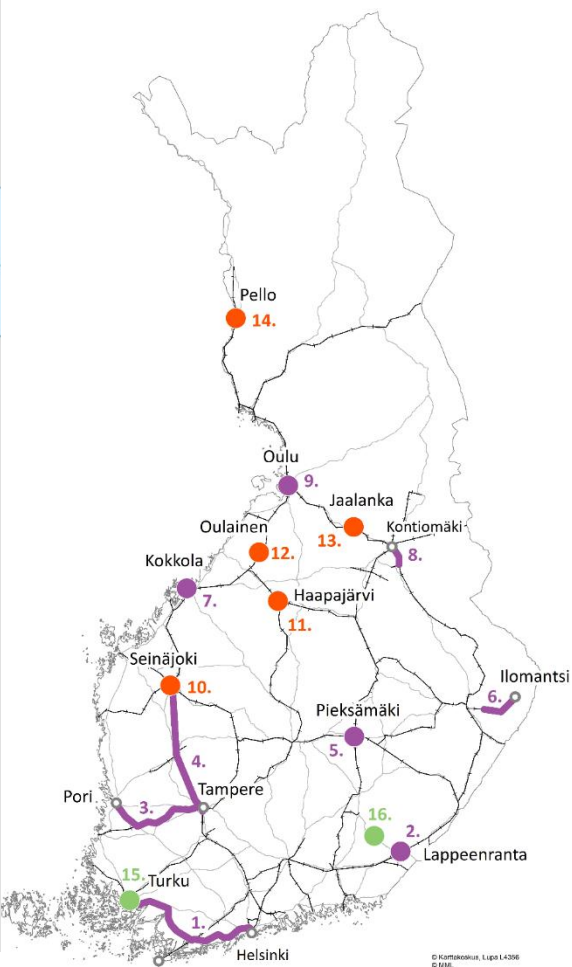 Pello
14.
Oulu
9.
Jaalanka
13.
Kontiomäki
8.
Oulainen
12.
Kokkola
7.
Haapajärvi
11.
Seinäjoki
10.
Ilomantsi
6.
Pieksämäki
5.
4.
Tampere
Pori
3.
16.
2.
Lappeenranta
15.
Turku
1.
Helsinki
© Karttakeskus, Lupa L4356
© NNL